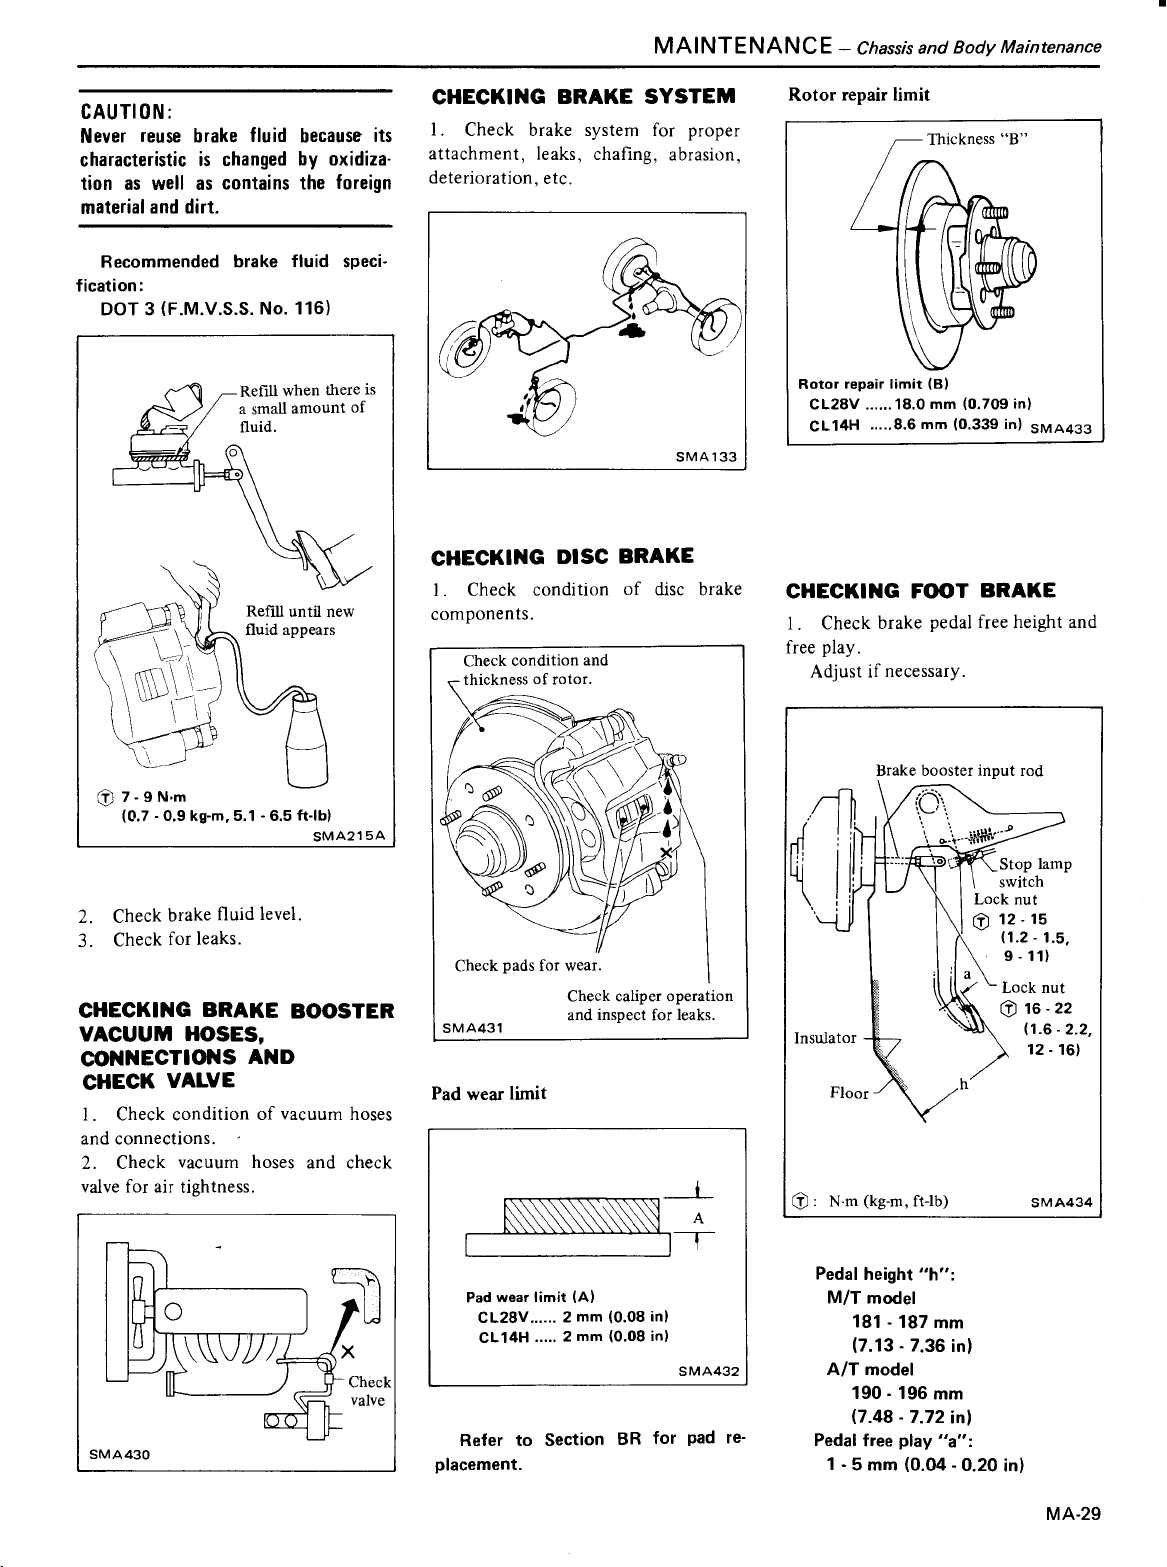 MAINTENANCE – Chassis and Body Maintenance
CAUTION:
Never reuse brake fluid because its
characteristic is changed by oxidiza-
tion as well as contains the foreign
material and dirt.
Recommended brake fluid speci-
fication:
DOT 3 (F.M.V.S.S. No. 116)
Refill when there is
a small amount of
fluid.
Refill until new
fluid appears
T 7 - 9 N·m
(0.7 - 0.9 kg-m, 5.1 - 6.5 ft-lb)
SMA215A
2. Check brake fluid level.
3. Check for leaks.
CHECKING BRAKE BOOSTER
VACUUM HOSES,
CONNECTIONS AND
CHECK VALVE
1. Check condition of vacuum hoses
and connections.
2. Check vacuum hoses and check
valve for air tightness.
Check
valve
SMA430
CHECKING BRAKE SYSTEM
1. Check brake system for proper
attachment, leaks, chafing, abrasion,
deterioration, etc.
SMA133
CHECKING DISC BRAKE
1. Check condition of disc brake
components.
Check condition and
thickness of rotor.
Check pads for wear.
Check caliper operation
and inspect for leaks.
SMA431
Pad wear limit
A
Pad wear limit (A)
CL28V...... 2 mm (0.08 in)
CL14H ..... 2 mm (0.08 in)
SMA432
Refer to Section BR for pad re-
placement.
Rotor repair limit
Thickness “B”
Rotor repair limit (B)
CL28V ......18.0 mm (0.709 in)
CL14H .....8.6 mm (0.339 in)
SMA433
CHECKING FOOT BRAKE
1. Check brake pedal free height and
free play.
Adjust if necessary.
Brake booster input rod
Stop lamp
switch
Lock nut
T 12 - 15
(1.2 - 1.5,
9 - 11)
a
Lock nut
T 16 - 22
(1.6 - 2.2,
12 - 16)
Insulator
Floor
h
T : N·m (kg-m, ft-lb)
SMA434
Pedal height "h":
M/T model
181 - 187 mm
(7.13 - 7.36 in)
A/T model
190 - 196 mm
(7.48 - 7.72 in)
Pedal free play "a":
1 - 5 mm (0.04 - 0.20 in)
MA-29